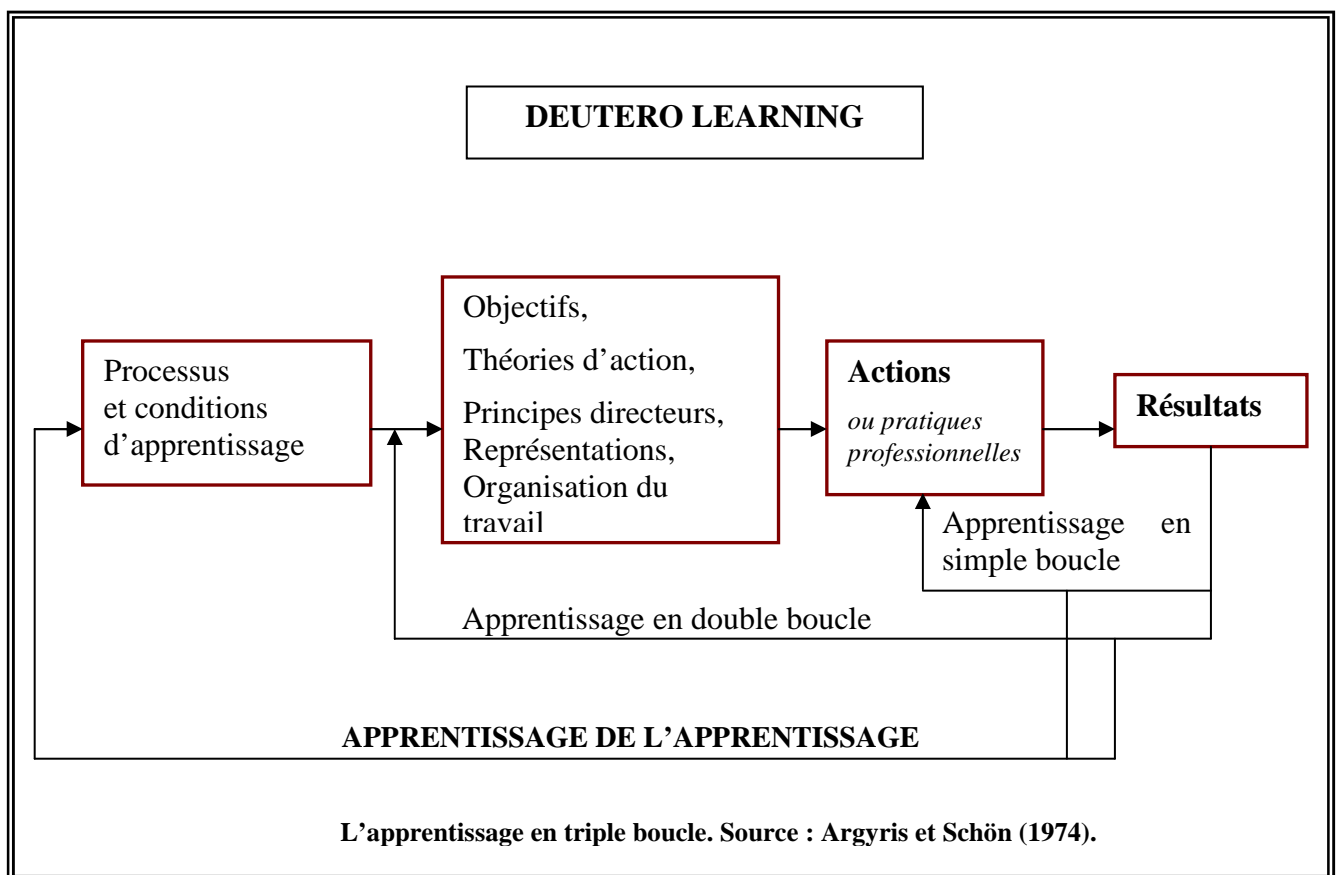 DEUTERO LEARNING
Processus
et conditions
d’apprentissage
Objectifs,
Théories d’action,
Principes directeurs,
Représentations,
Organisation du
travail
Actions
ou pratiques
professionnelles
Résultats
Apprentissage en
simple boucle
Apprentissage en double boucle
APPRENTISSAGE DE L’APPRENTISSAGE
L’apprentissage en triple boucle. Source : Argyris et Schön (1974).